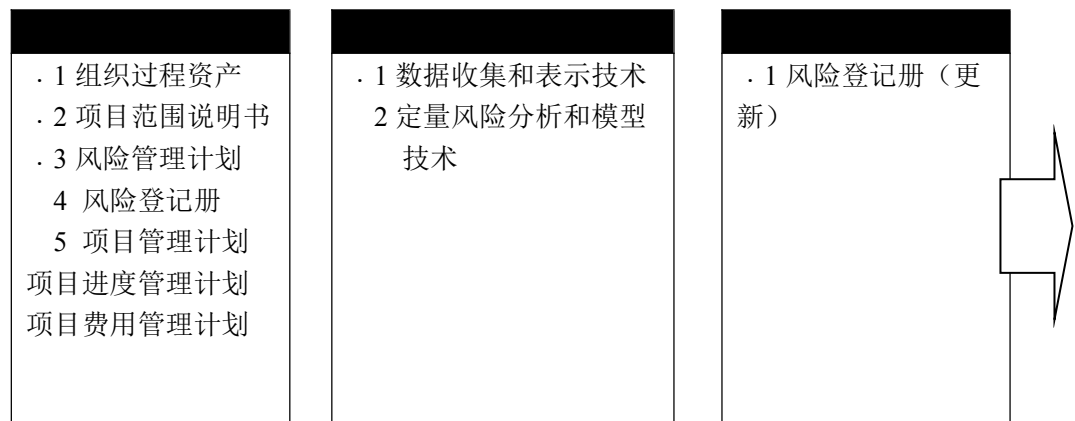 . 1 组织过程资产
. 2 项目范围说明书
. 3 风险管理计划
4 风险登记册
5 项目管理计划
项目进度管理计划
项目费用管理计划
. 1 数据收集和表示技术
2 定量风险分析和模型
技术
. 1 风险登记册（更
新）